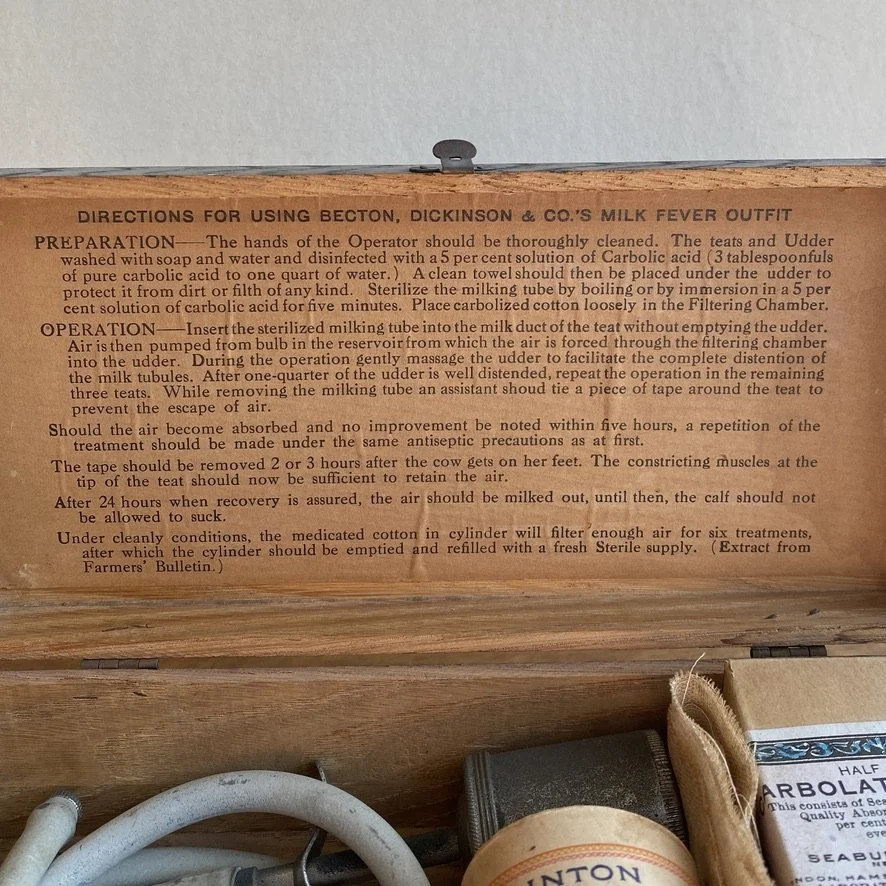 DIRECTIONS FOR USING BECTON, DICKINSON & CO.'S MILK FEVER OUTFIT
PREPARATION—The hands of the Operator should be thoroughly cleaned. The teats and Udder
washed with soap and water and disinfected with a 5 per cent solution of Carbolic acid (3 tablespoonfuls
of pure carbolic acid to one quart of water.) A clean towel should then be placed under the udder to
protect it from dirt or filth of any kind. Sterilize the milking tube by boiling or by immersion in a 5 per
cent solution of carbolic acid for five minutes. Place carbolized cotton loosely in the Filtering Chamber.
OPERATION—Insert the sterilized milking tube into the milk duct of the teat without emptying the udder.
Air is then pumped from bulb in the reservoir from which the air is forced through the filtering chamber
into the udder. During the operation gently massage the udder to facilitate the complete distention of
the milk tubules. After one-quarter of the udder is well distended, repeat the operation in the remaining
three teats. While removing the milking tube an assistant shoud tie a piece of tape around the teat to
prevent the escape of air.
Should the air become absorbed and no improvement be noted within five hours, a repetition of the
treatment should be made under the same antiseptic precautions as at first.
The tape should be removed 2 or 3 hours after the cow gets on her feet. The constricting muscles at the
tip of the teat should now be sufficient to retain the air.
After 24 hours when recovery is assured, the air should be milked out, until then, the calf should not
be allowed to suck.
Under cleanly conditions, the medicated cotton in cylinder will filter enough air for six treatments,
after which the cylinder should be emptied and refilled with a fresh Sterile supply. (Extract from
Farmers' Bulletin.)
HALF
ARBOLAT
This consists of Sea
Quality Abso
per cent
eve
SEABU
NDON, HAM
INTON